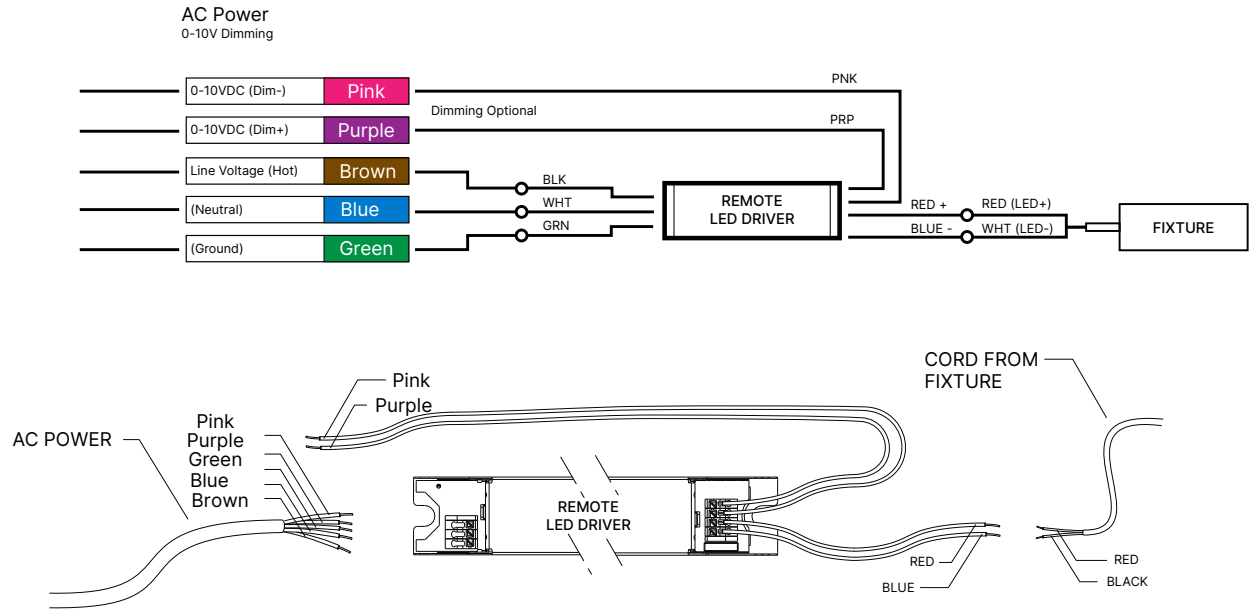 AC Power
0-10V Dimming
0-10VDC (Dim-) Pink PNK
Dimming Optional
0-10VDC (Dim+) Purple PRP
Line Voltage (Hot) Brown BLK
(Neutral) Blue WHT
(Ground) Green GRN
REMOTE
LED DRIVER
RED + RED (LED+)
BLUE - WHT (LED-)
FIXTURE
Pink
Purple
AC POWER
Pink
Purple
Green
Blue
Brown
REMOTE
LED DRIVER
CORD FROM
FIXTURE
RED
BLUE
RED
BLACK